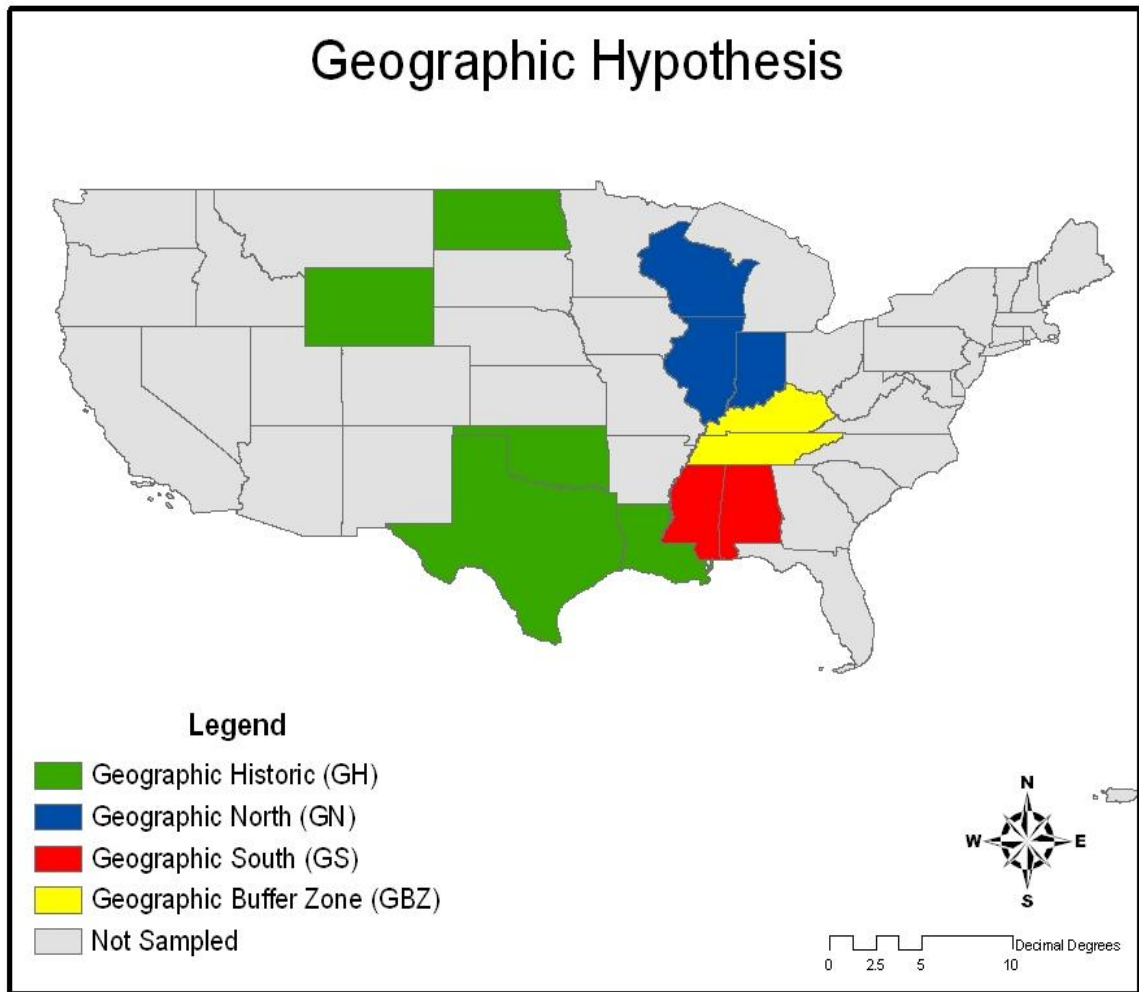 Geographic Hypothesis
Legend
Geographic Historic (GH)
Geographic North (GN)
Geographic South (GS)
Geographic Buffer Zone (GBZ)
Not Sampled
N
W E
S
Decimal Degrees
0 2.5 5 10